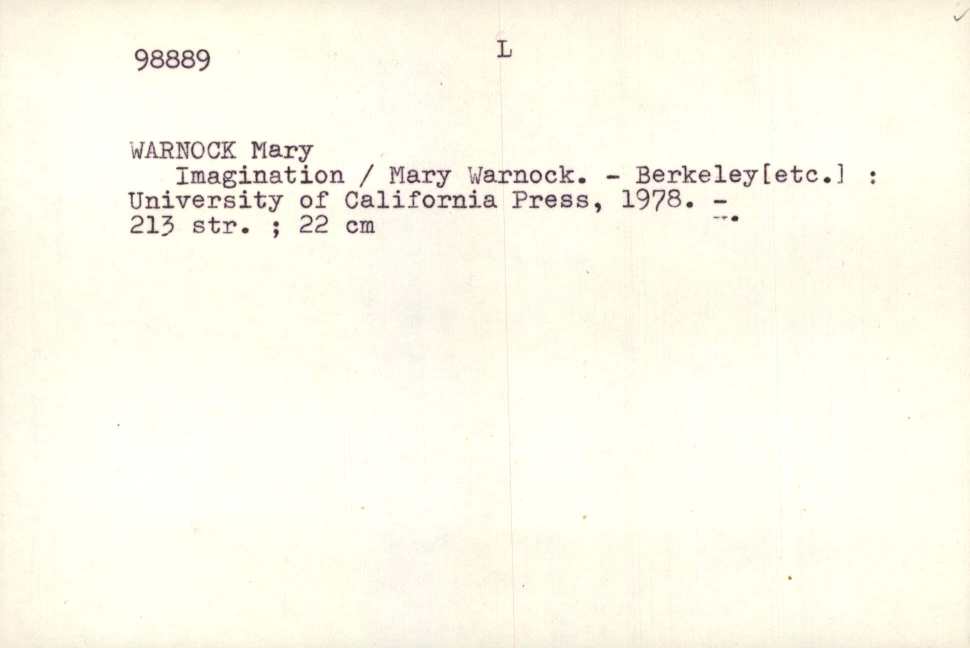 98889 L
WARNOCK Mary
Imagination / Mary Warnock. - Berkeley[etc.] :
University of California Press, 1978. -
213 str. ; 22 cm